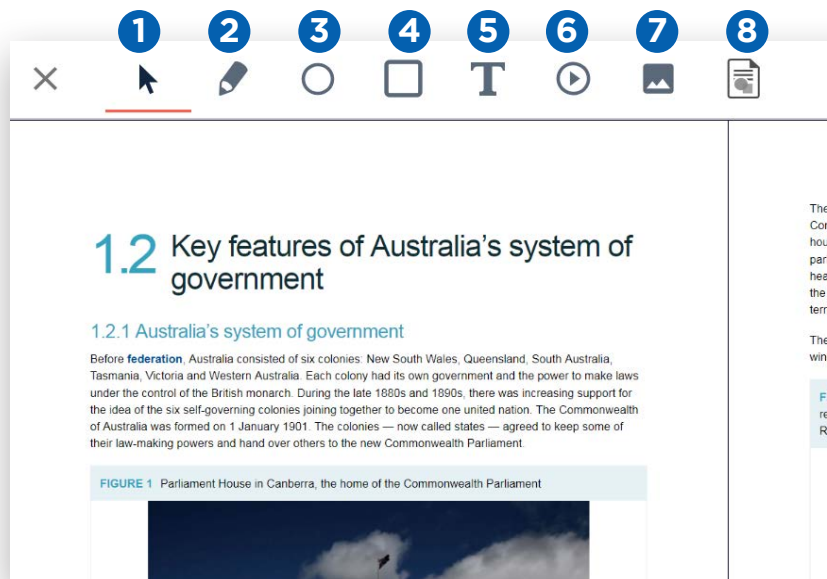 1 2 3 4 5 6 7 8
T
1.2 Key features of Australia's system of
government
1.2.1 Australia's system of government
Before federation, Australia consisted of six colonies: New South Wales, Queensland, South Australia,
Tasmania, Victoria and Western Australia. Each colony had its own government and the power to make laws
under the control of the British monarch. During the late 1880s and 1890s, there was increasing support for
the idea of the six self-governing colonies joining together to become one united nation. The Commonwealth
of Australia was formed on 1 January 1901. The colonies — now called states — agreed to keep some of
their law-making powers and hand over others to the new Commonwealth Parliament.
FIGURE 1 Parliament House in Canberra, the home of the Commonwealth Parliament